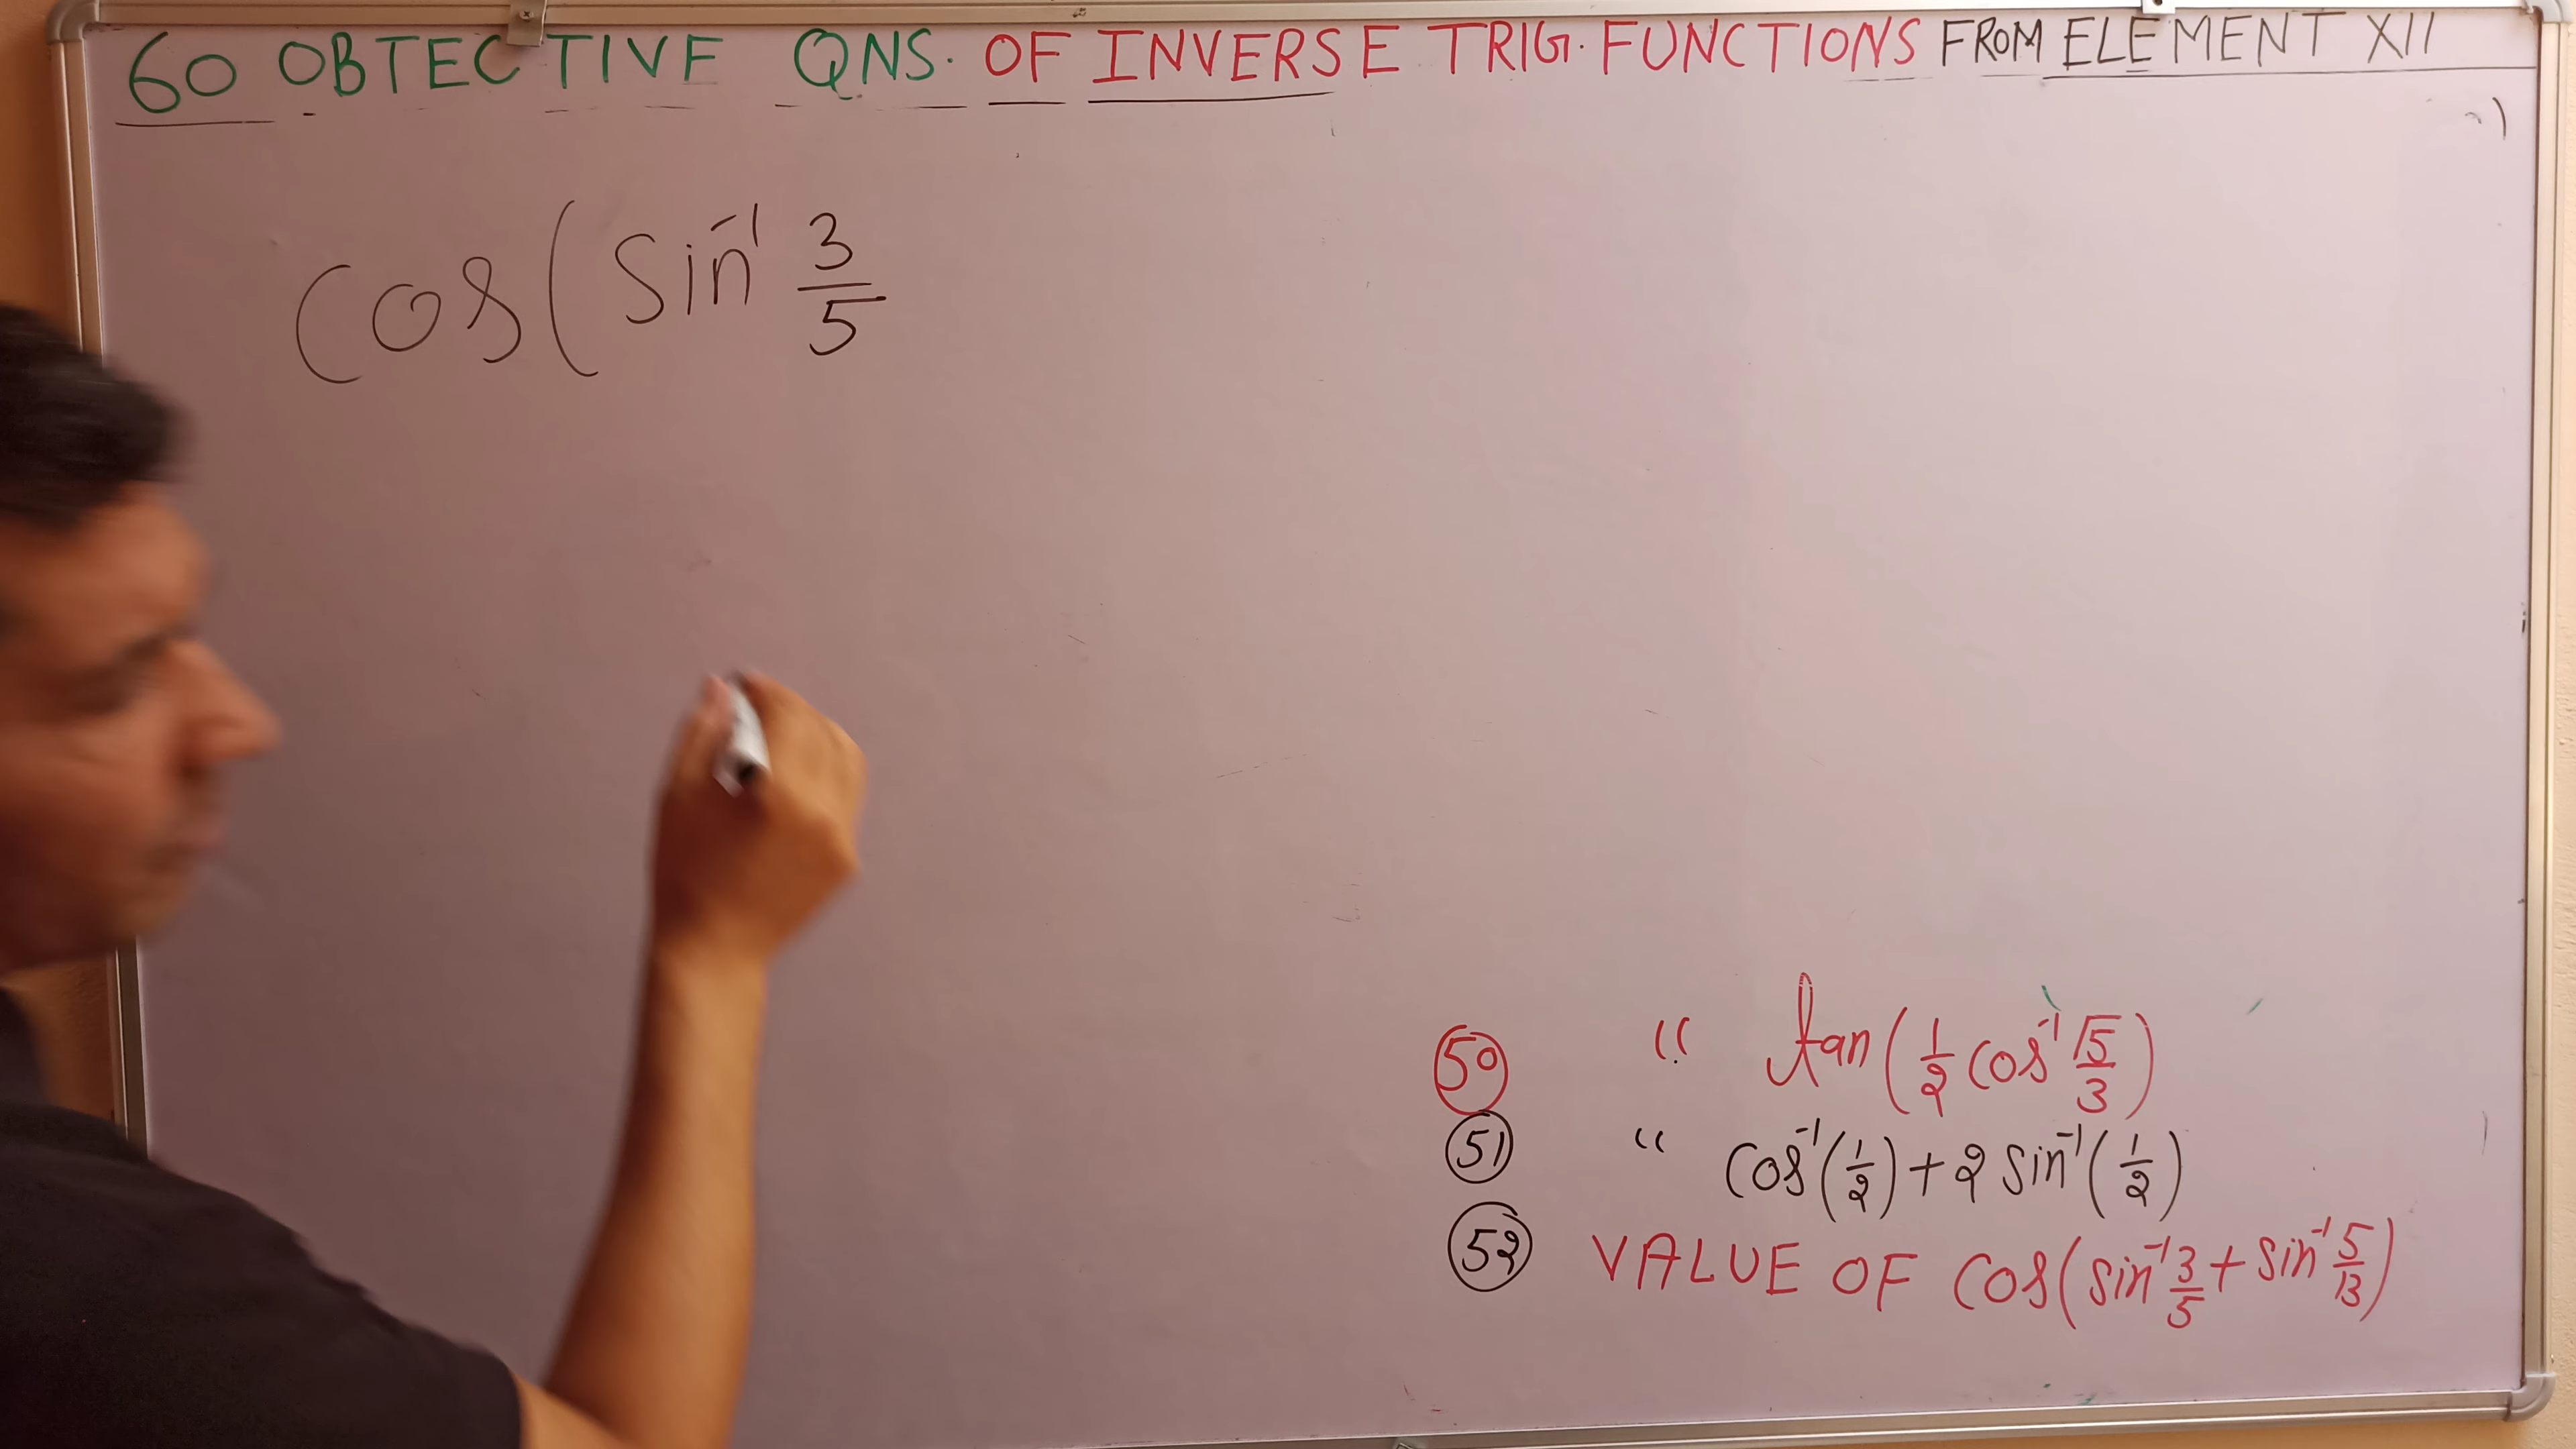 60 OBTECTIVE QNS. OF INVERSE TRIG. FUNCTIONS FROM ELEMENT XII
cos(sin⁻¹ 3/5
50 " tan(1/2 cos⁻¹ √5/3)
51 " cos⁻¹(1/2) + 2 sin⁻¹(1/2)
52 VALUE OF cos(sin⁻¹ 3/5 + sin⁻¹ 5/13)